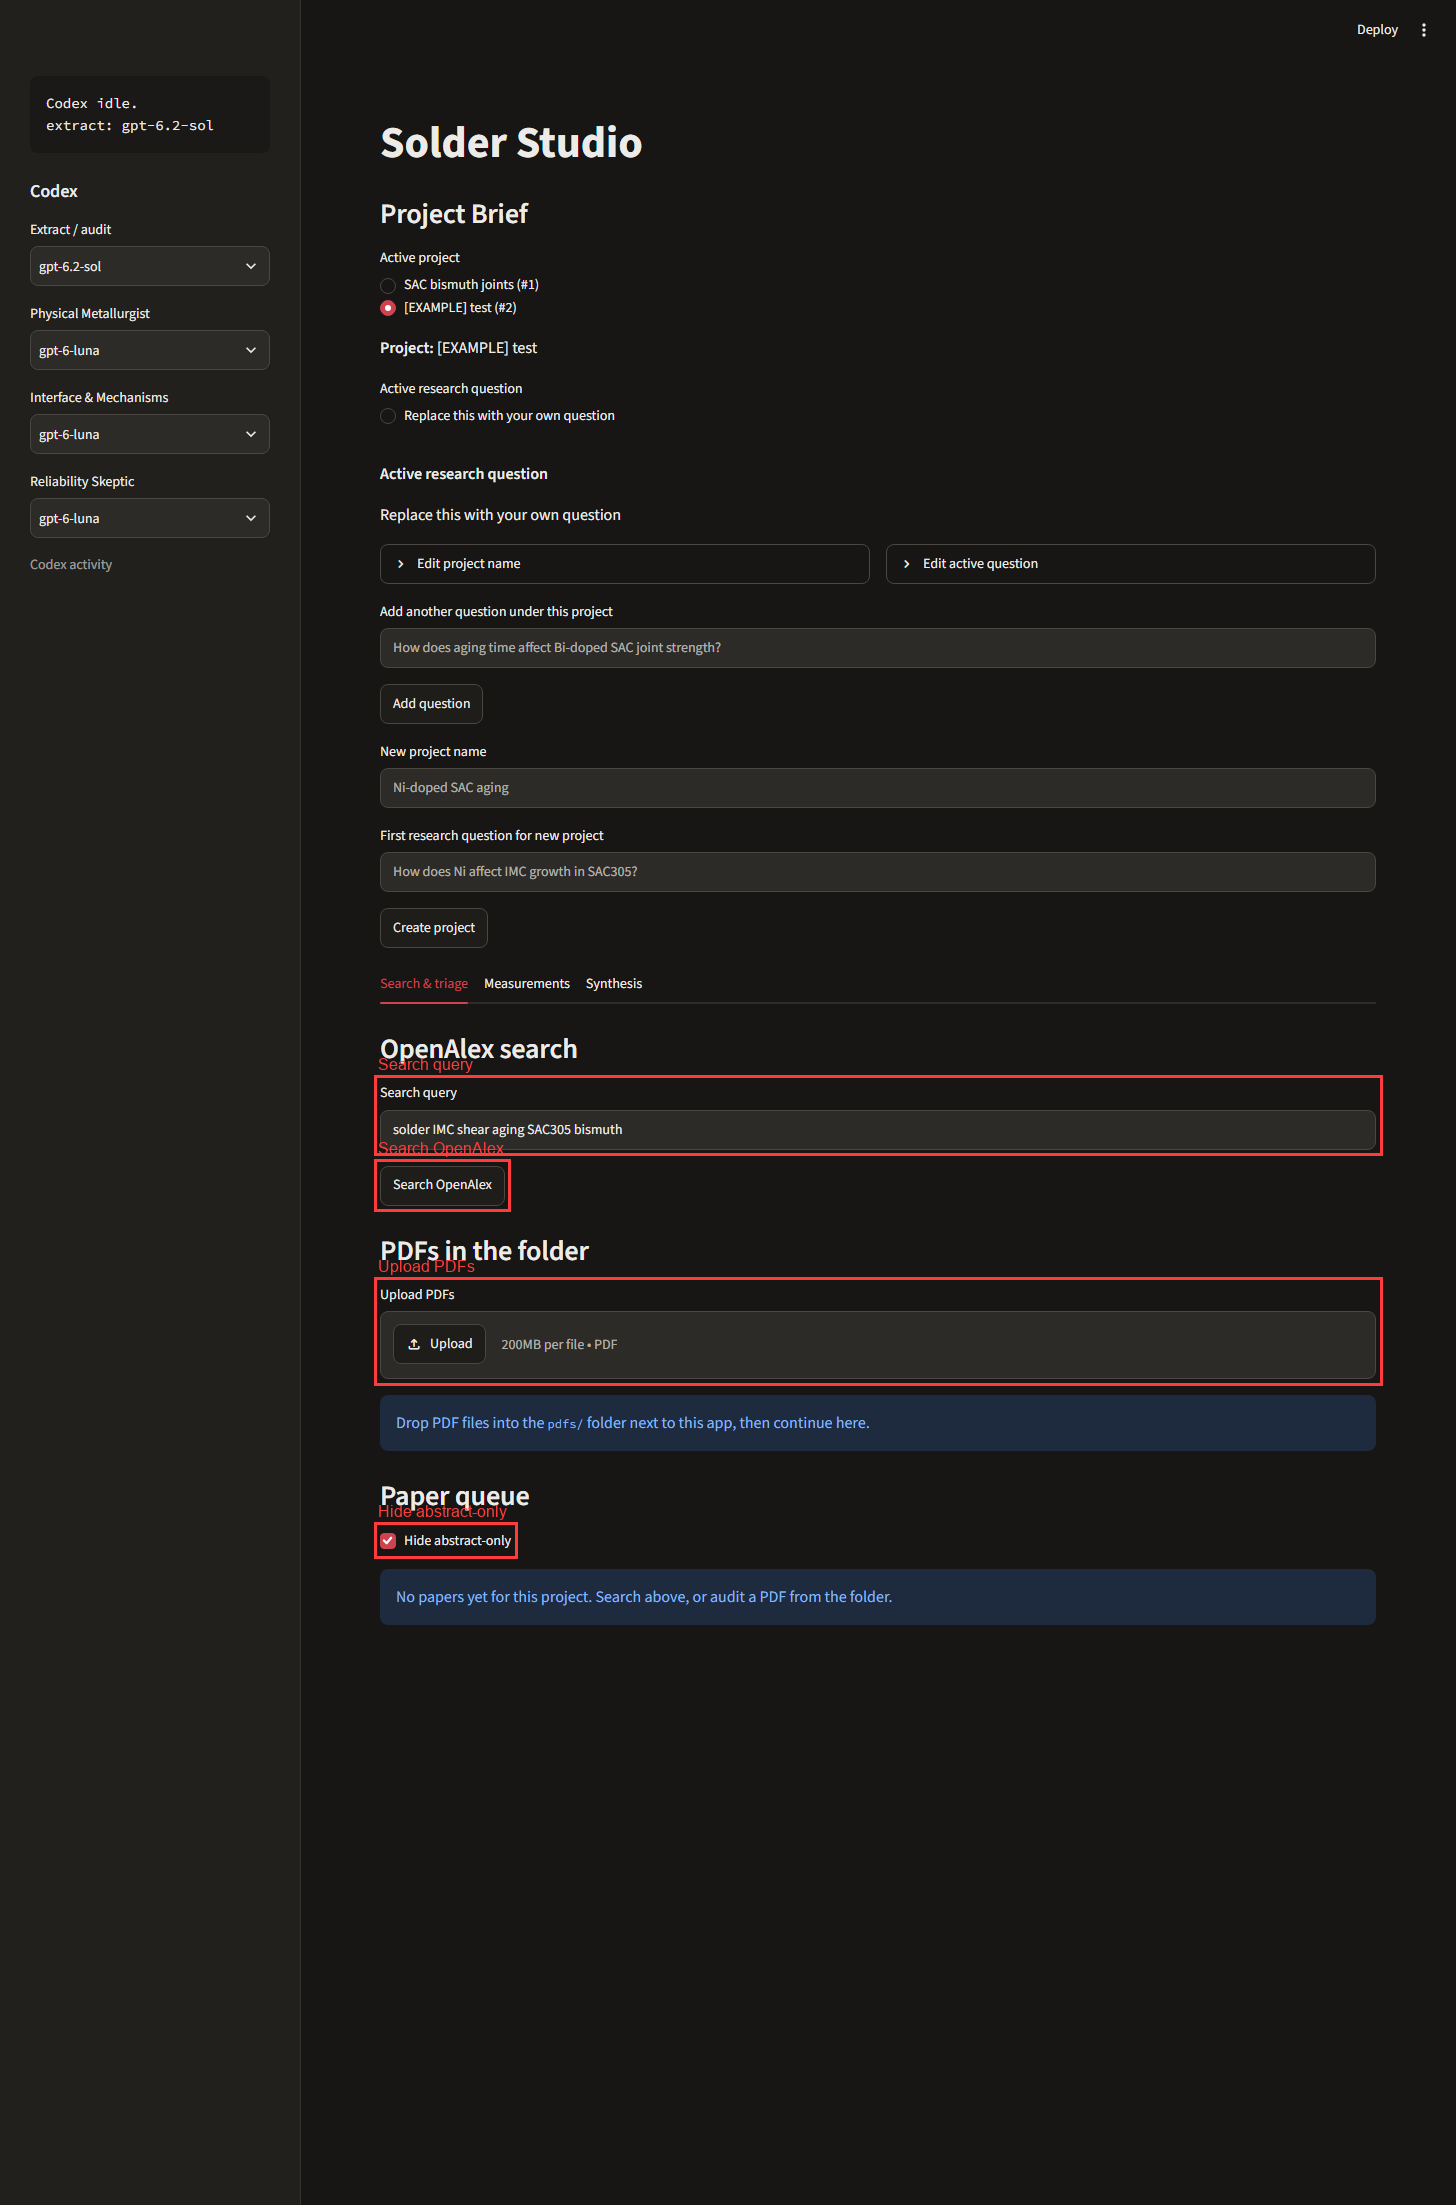 Deploy
Codex idle.
extract: gpt-6.2-sol
Codex
Extract / audit
gpt-6.2-sol
Physical Metallurgist
gpt-6-luna
Interface & Mechanisms
gpt-6-luna
Reliability Skeptic
gpt-6-luna
Codex activity
Solder Studio
Project Brief
Active project
SAC bismuth joints (#1)
[EXAMPLE] test (#2)
Project: [EXAMPLE] test
Active research question
Replace this with your own question
Active research question
Replace this with your own question
Edit project name
Edit active question
Add another question under this project
How does aging time affect Bi-doped SAC joint strength?
Add question
New project name
Ni-doped SAC aging
First research question for new project
How does Ni affect IMC growth in SAC305?
Create project
Search & triage
Measurements
Synthesis
OpenAlex search
Search query
Search query
solder IMC shear aging SAC305 bismuth
Search OpenAlex
Search OpenAlex
PDFs in the folder
Upload PDFs
Upload PDFs
Upload
200MB per file • PDF
Drop PDF files into the pdfs/ folder next to this app, then continue here.
Paper queue
Hide abstract-only
Hide abstract-only
No papers yet for this project. Search above, or audit a PDF from the folder.